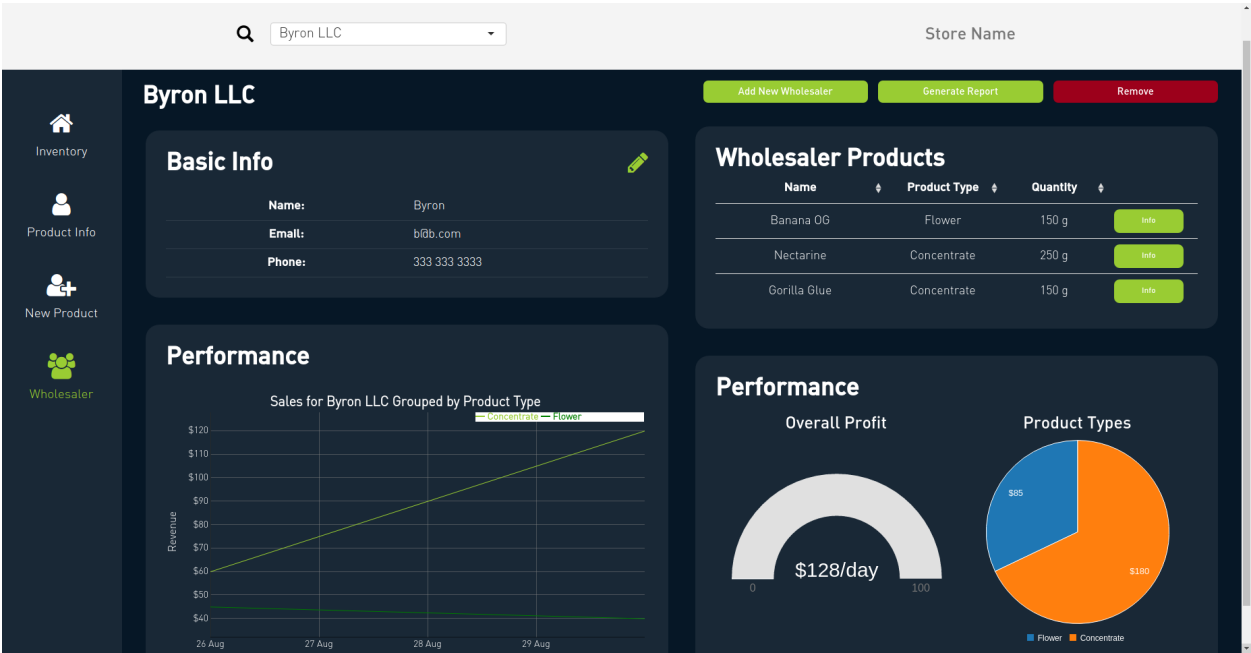 Byron LLC
Store Name
Inventory
Product Info
New Product
Wholesaler
Byron LLC
Add New Wholesaler
Generate Report
Remove
Basic Info
Name: Byron
Email: b@b.com
Phone: 333 333 3333
Wholesaler Products
Name Product Type Quantity
Banana OG Flower 150 g Info
Nectarine Concentrate 250 g Info
Gorilla Glue Concentrate 150 g Info
Performance
Sales for Byron LLC Grouped by Product Type
Concentrate Flower
$120
$110
$100
$90
$80
$70
$60
$50
$40
Revenue
26 Aug 27 Aug 28 Aug 29 Aug
Performance
Overall Profit
$128/day
0 100
Product Types
$85
$180
Flower Concentrate